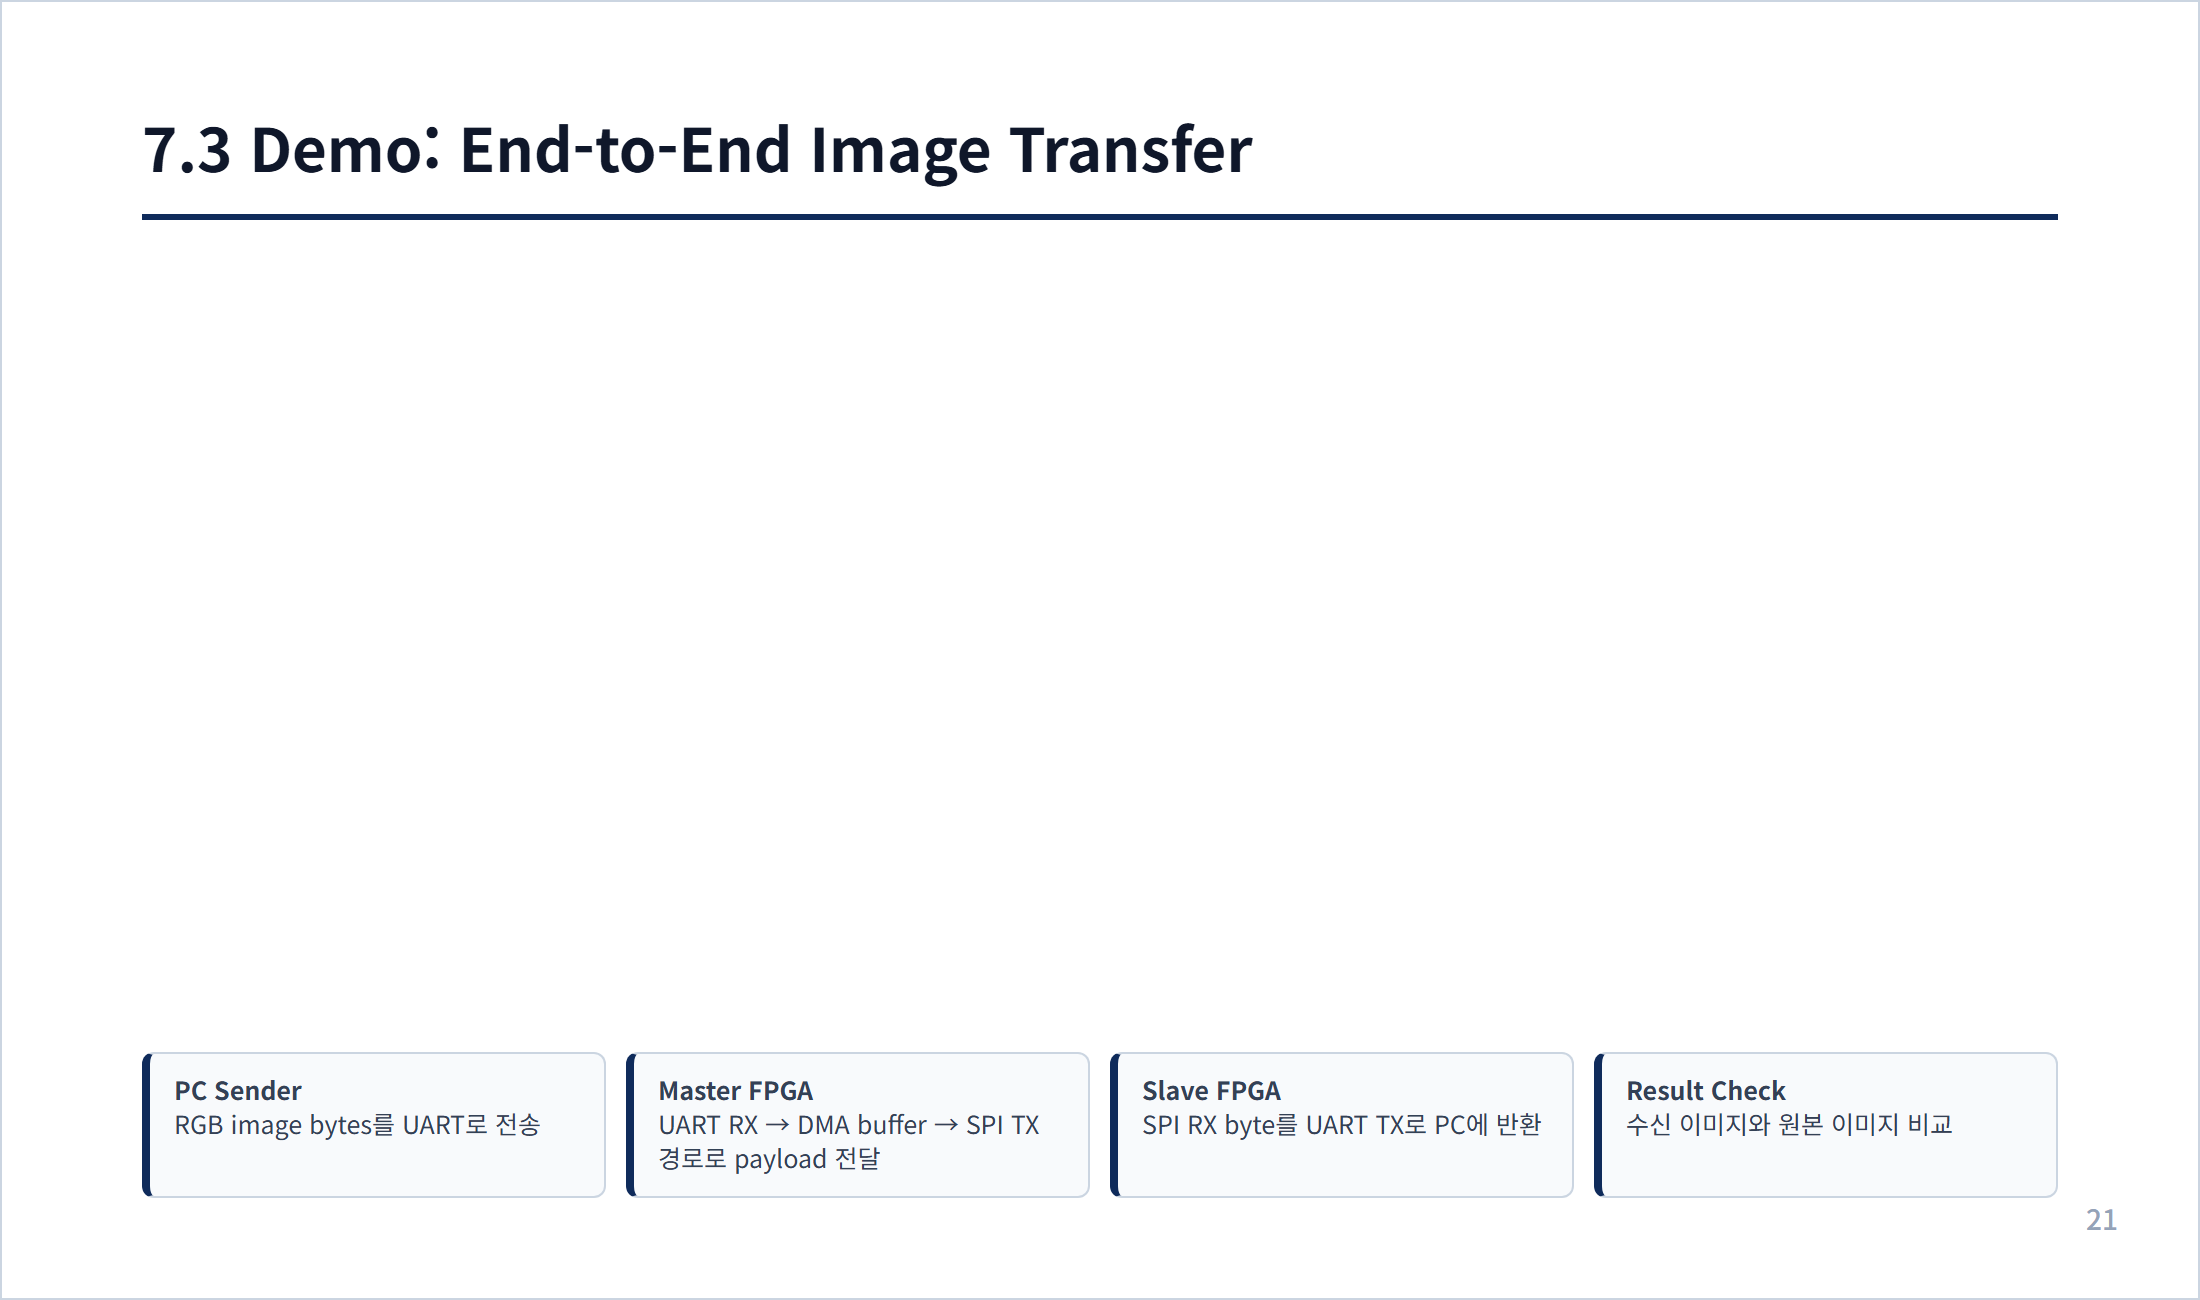 7.3 Demo: End-to-End Image Transfer
PC Sender
RGB image bytes를 UART로 전송
Master FPGA
UART RX → DMA buffer → SPI TX
경로로 payload 전달
Slave FPGA
SPI RX byte를 UART TX로 PC에 반환
Result Check
수신 이미지와 원본 이미지 비교
21